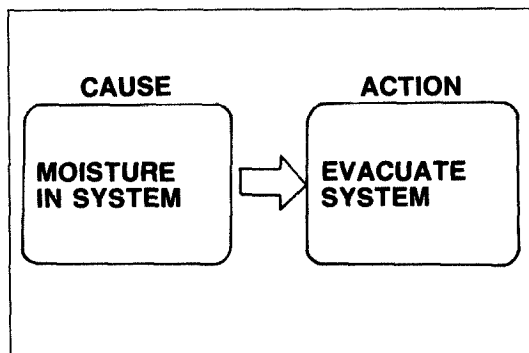 CAUSE
ACTION
MOISTURE
IN SYSTEM
EVACUATE
SYSTEM